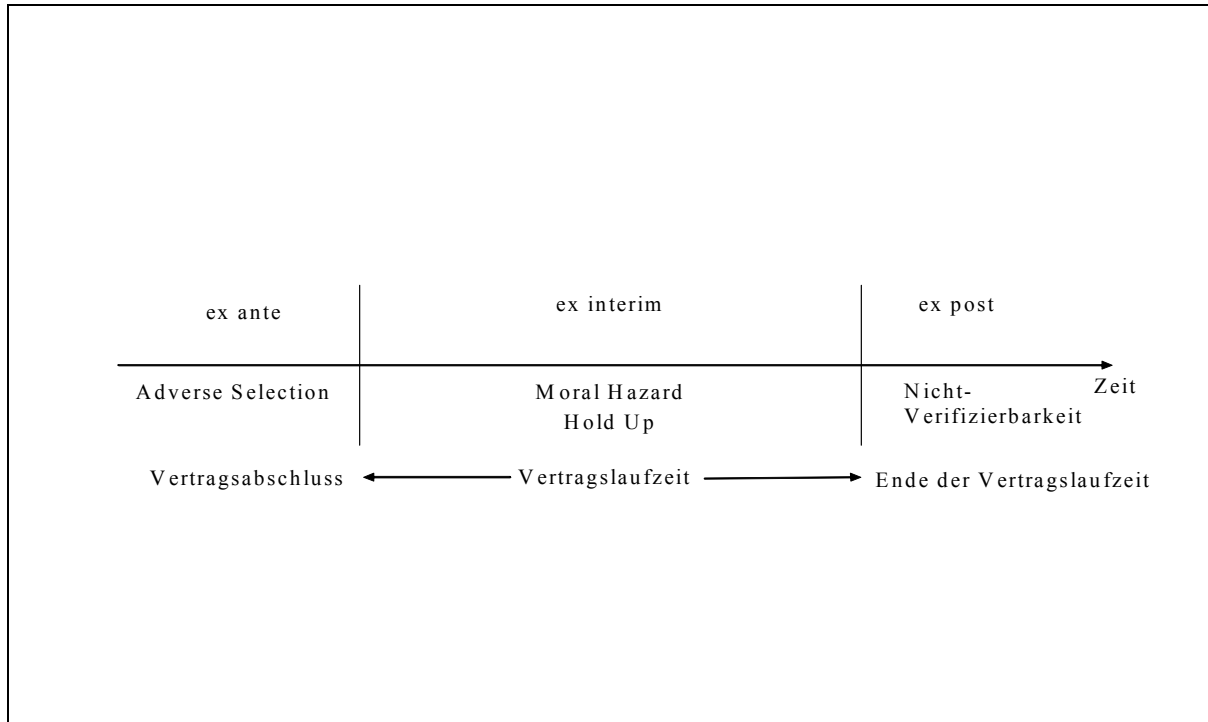 ex ante
ex interim
ex post
Adverse Selection
Moral Hazard
Hold Up
Nicht-
Verifizierbarkeit
Zeit
Vertragsabschluss
Vertragslaufzeit
Ende der Vertragslaufzeit